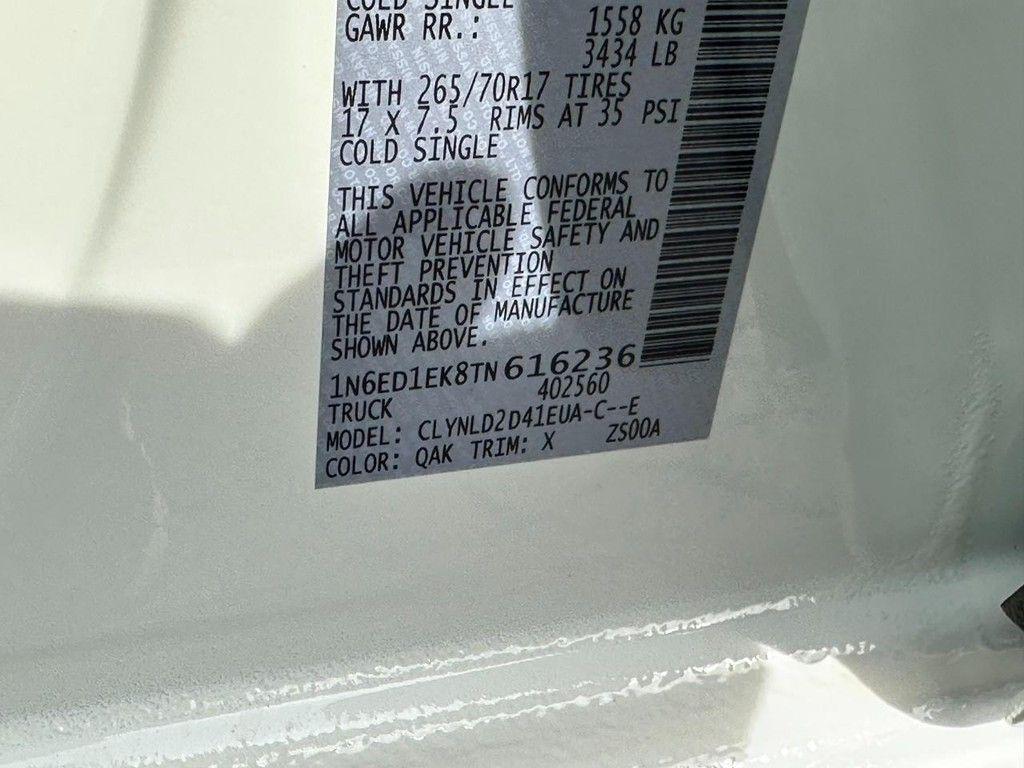 COLD SINGLE
GAWR RR.: 1558 KG
3434 LB
WITH 265/70R17 TIRES
17 X 7.5 RIMS AT 35 PSI
COLD SINGLE
THIS VEHICLE CONFORMS TO
ALL APPLICABLE FEDERAL
MOTOR VEHICLE SAFETY AND
THEFT PREVENTION
STANDARDS IN EFFECT ON
THE DATE OF MANUFACTURE
SHOWN ABOVE.
1N6ED1EK8TN616236
TRUCK 402560
MODEL: CLYNLD2D41EUA-C--E
COLOR: QAK TRIM: X ZS00A